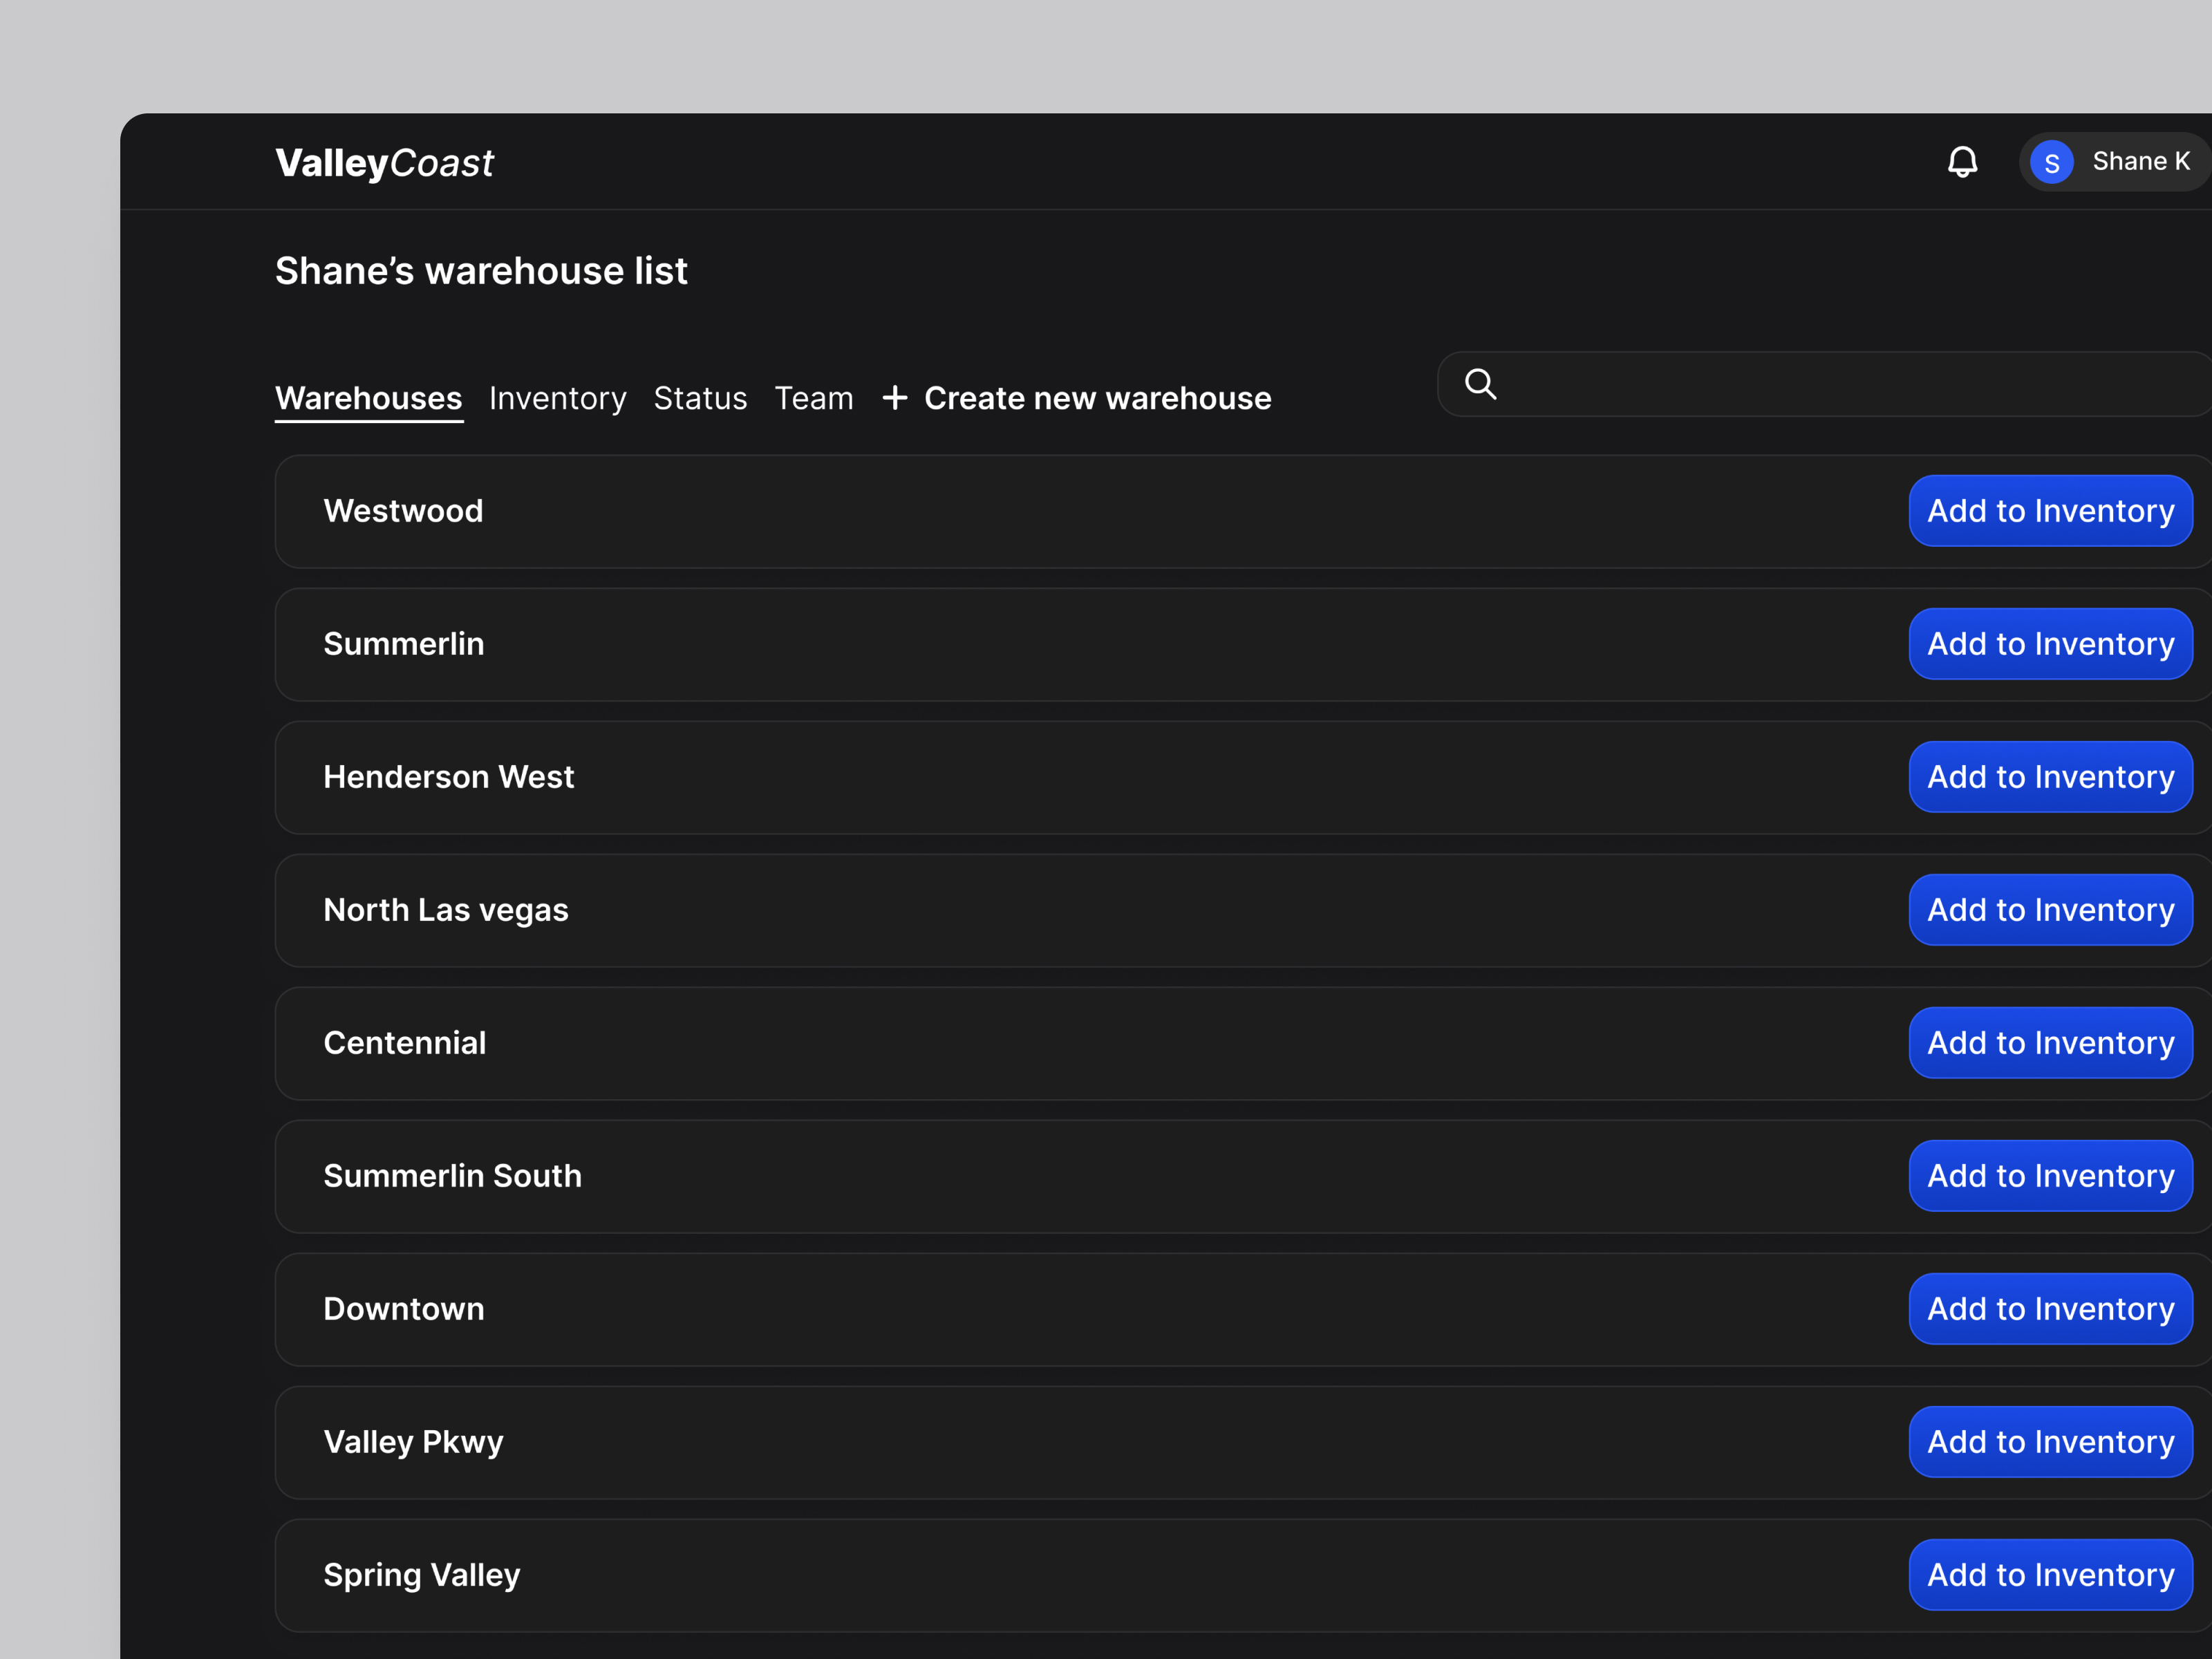 ValleyCoast
S Shane K
Shane’s warehouse list
Warehouses Inventory Status Team + Create new warehouse
Westwood Add to Inventory
Summerlin Add to Inventory
Henderson West Add to Inventory
North Las vegas Add to Inventory
Centennial Add to Inventory
Summerlin South Add to Inventory
Downtown Add to Inventory
Valley Pkwy Add to Inventory
Spring Valley Add to Inventory